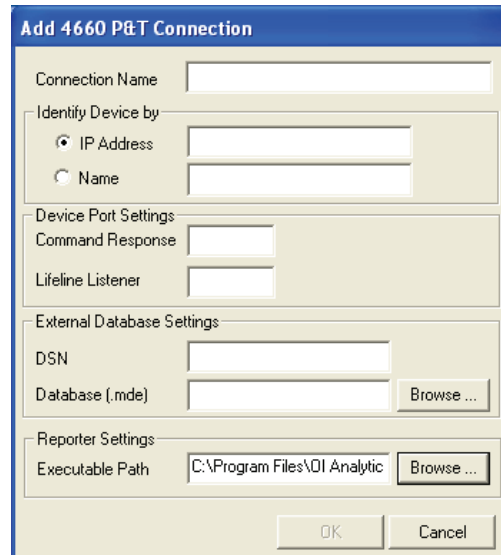 Add 4660 P&T Connection
Connection Name
Identify Device by
IP Address
Name
Device Port Settings
Command Response
Lifeline Listener
External Database Settings
DSN
Database (.mde)
Browse ...
Reporter Settings
Executable Path
C:\Program Files\OI Analytic
Browse ...
OK
Cancel